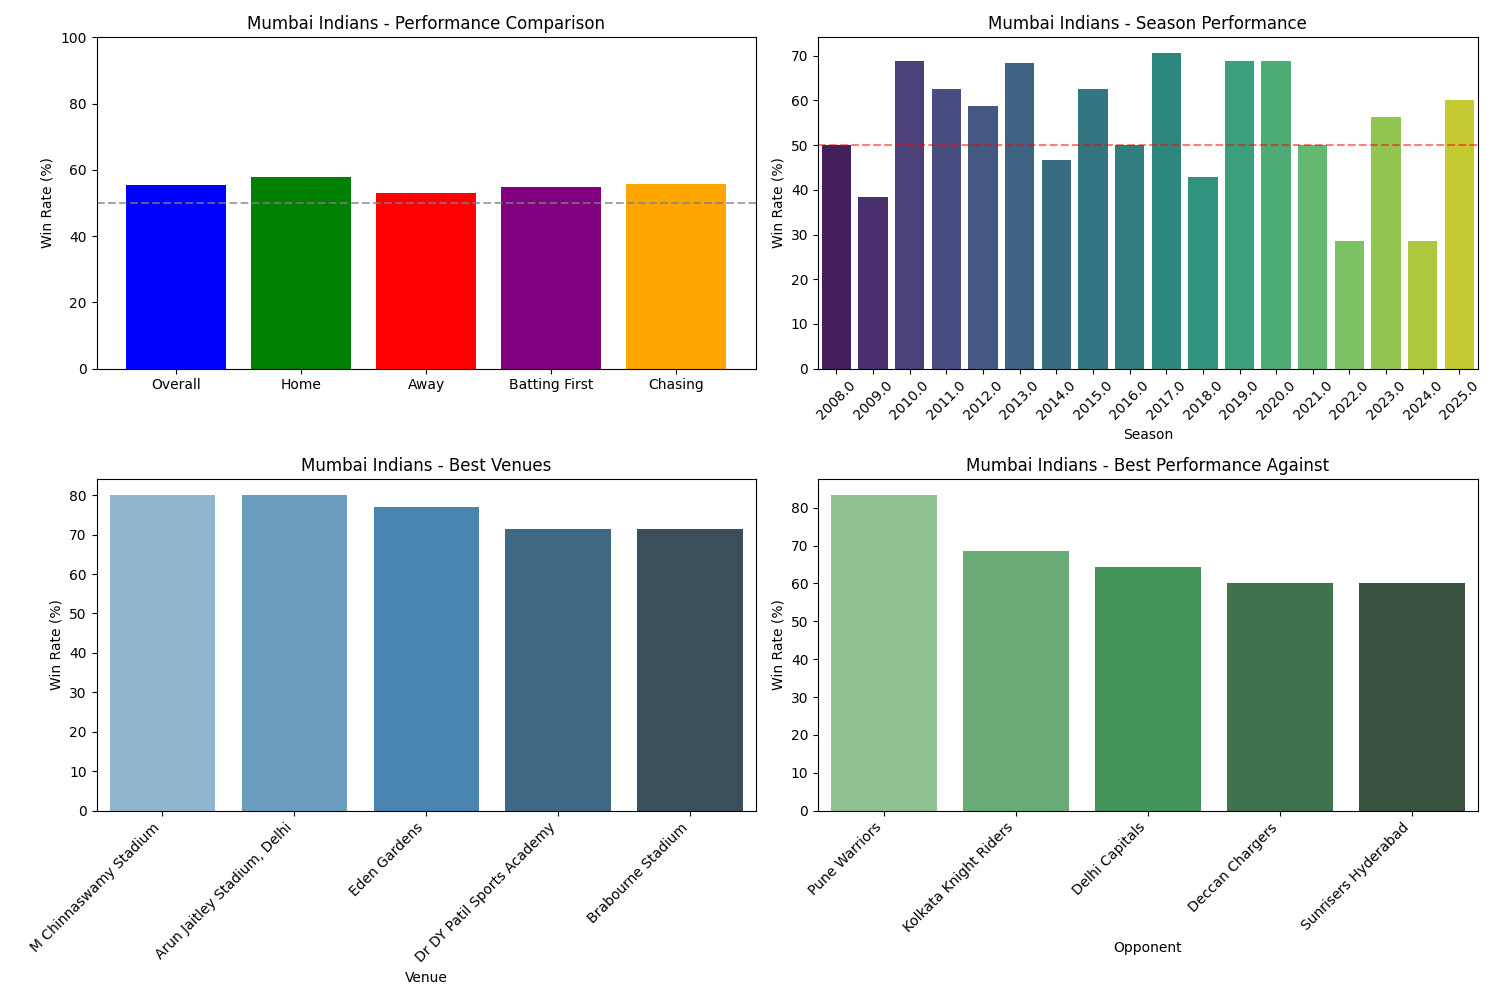 Mumbai Indians - Performance Comparison
Win Rate (%)
100
80
60
40
20
0
Overall
Home
Away
Batting First
Chasing
Mumbai Indians - Season Performance
Win Rate (%)
70
60
50
40
30
20
10
0
2008.0
2009.0
2010.0
2011.0
2012.0
2013.0
2014.0
2015.0
2016.0
2017.0
2018.0
2019.0
2020.0
2021.0
2022.0
2023.0
2024.0
2025.0
Season
Mumbai Indians - Best Venues
Win Rate (%)
80
70
60
50
40
30
20
10
0
M Chinnaswamy Stadium
Arun Jaitley Stadium, Delhi
Eden Gardens
Dr DY Patil Sports Academy
Brabourne Stadium
Venue
Mumbai Indians - Best Performance Against
Win Rate (%)
80
70
60
50
40
30
20
10
0
Pune Warriors
Kolkata Knight Riders
Delhi Capitals
Deccan Chargers
Sunrisers Hyderabad
Opponent